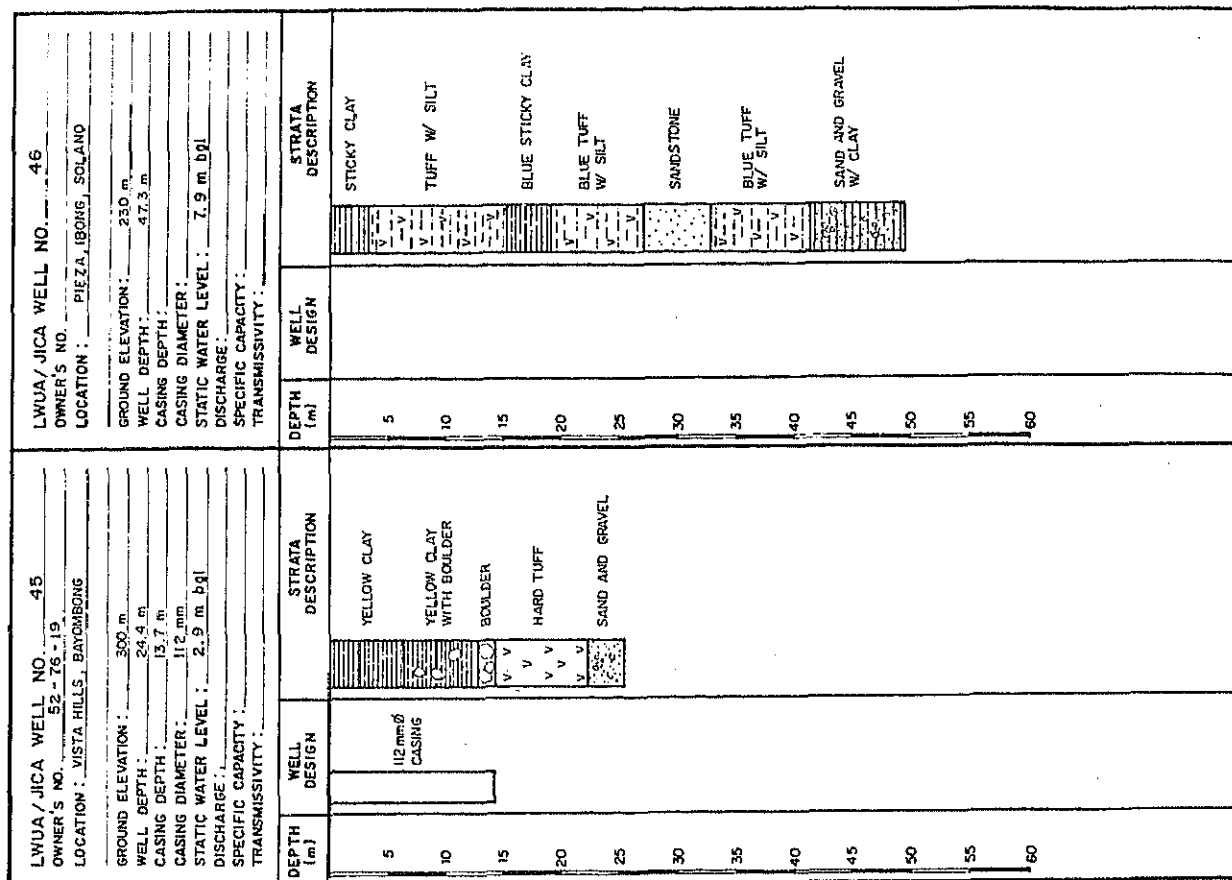 LWUA/JICA WELL NO. 45
OWNER'S NO. 52-76-19
LOCATION: VISTA HILLS, BAYOMBONG
GROUND ELEVATION: 300 m
WELL DEPTH: 24.4 m
CASING DEPTH: 13.7 m
CASING DIAMETER: 112 mm
STATIC WATER LEVEL: 2.9 m bgl
DISCHARGE:
SPECIFIC CAPACITY:
TRANSMISSIVITY:
DEPTH (m)
WELL DESIGN
STRATA DESCRIPTION
5
10
15
20
25
30
35
40
45
50
55
60
112 mmØ CASING
YELLOW CLAY
YELLOW CLAY WITH BOULDER
BOULDER
HARD TUFF
SAND AND GRAVEL
LWUA/JICA WELL NO. 46
OWNER'S NO.
LOCATION: PIEZA, IBONG, SOLANO
GROUND ELEVATION: 230 m
WELL DEPTH: 47.3 m
CASING DEPTH:
CASING DIAMETER:
STATIC WATER LEVEL: 7.9 m bgl
DISCHARGE:
SPECIFIC CAPACITY:
TRANSMISSIVITY:
DEPTH (m)
WELL DESIGN
STRATA DESCRIPTION
5
10
15
20
25
30
35
40
45
50
55
60
STICKY CLAY
TUFF W/ SILT
BLUE STICKY CLAY
BLUE TUFF W/ SILT
SANDSTONE
BLUE TUFF W/ SILT
SAND AND GRAVEL W/ CLAY